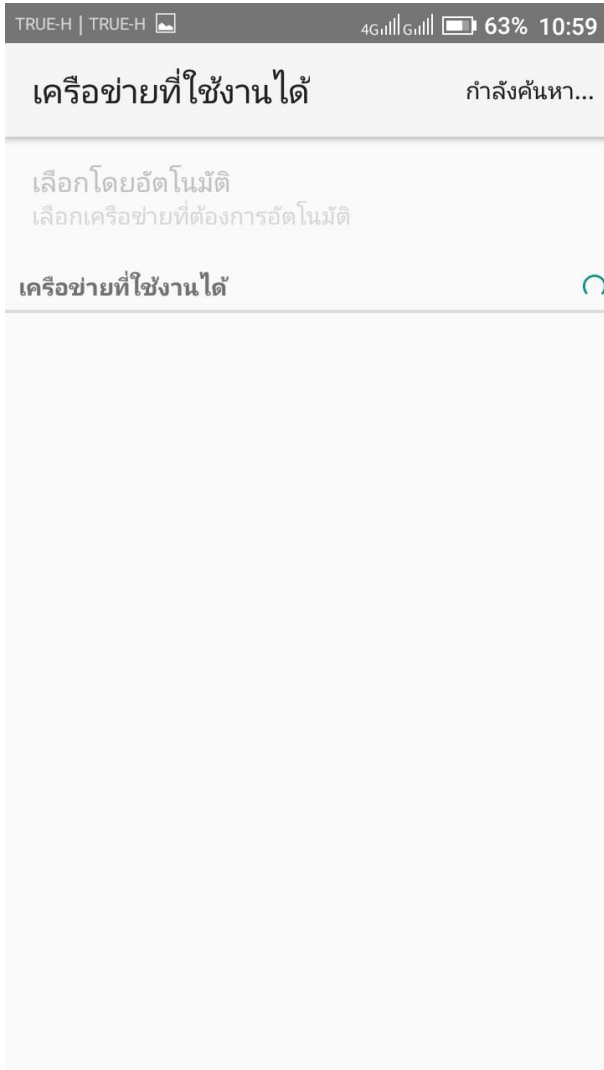 TRUE-H | TRUE-H 4G G 63% 10:59
เครือข่ายที่ใช้งานได้ กำลังค้นหา...
เลือกโดยอัตโนมัติ
เลือกเครือข่ายที่ต้องการอัตโนมัติ
เครือข่ายที่ใช้งานได้